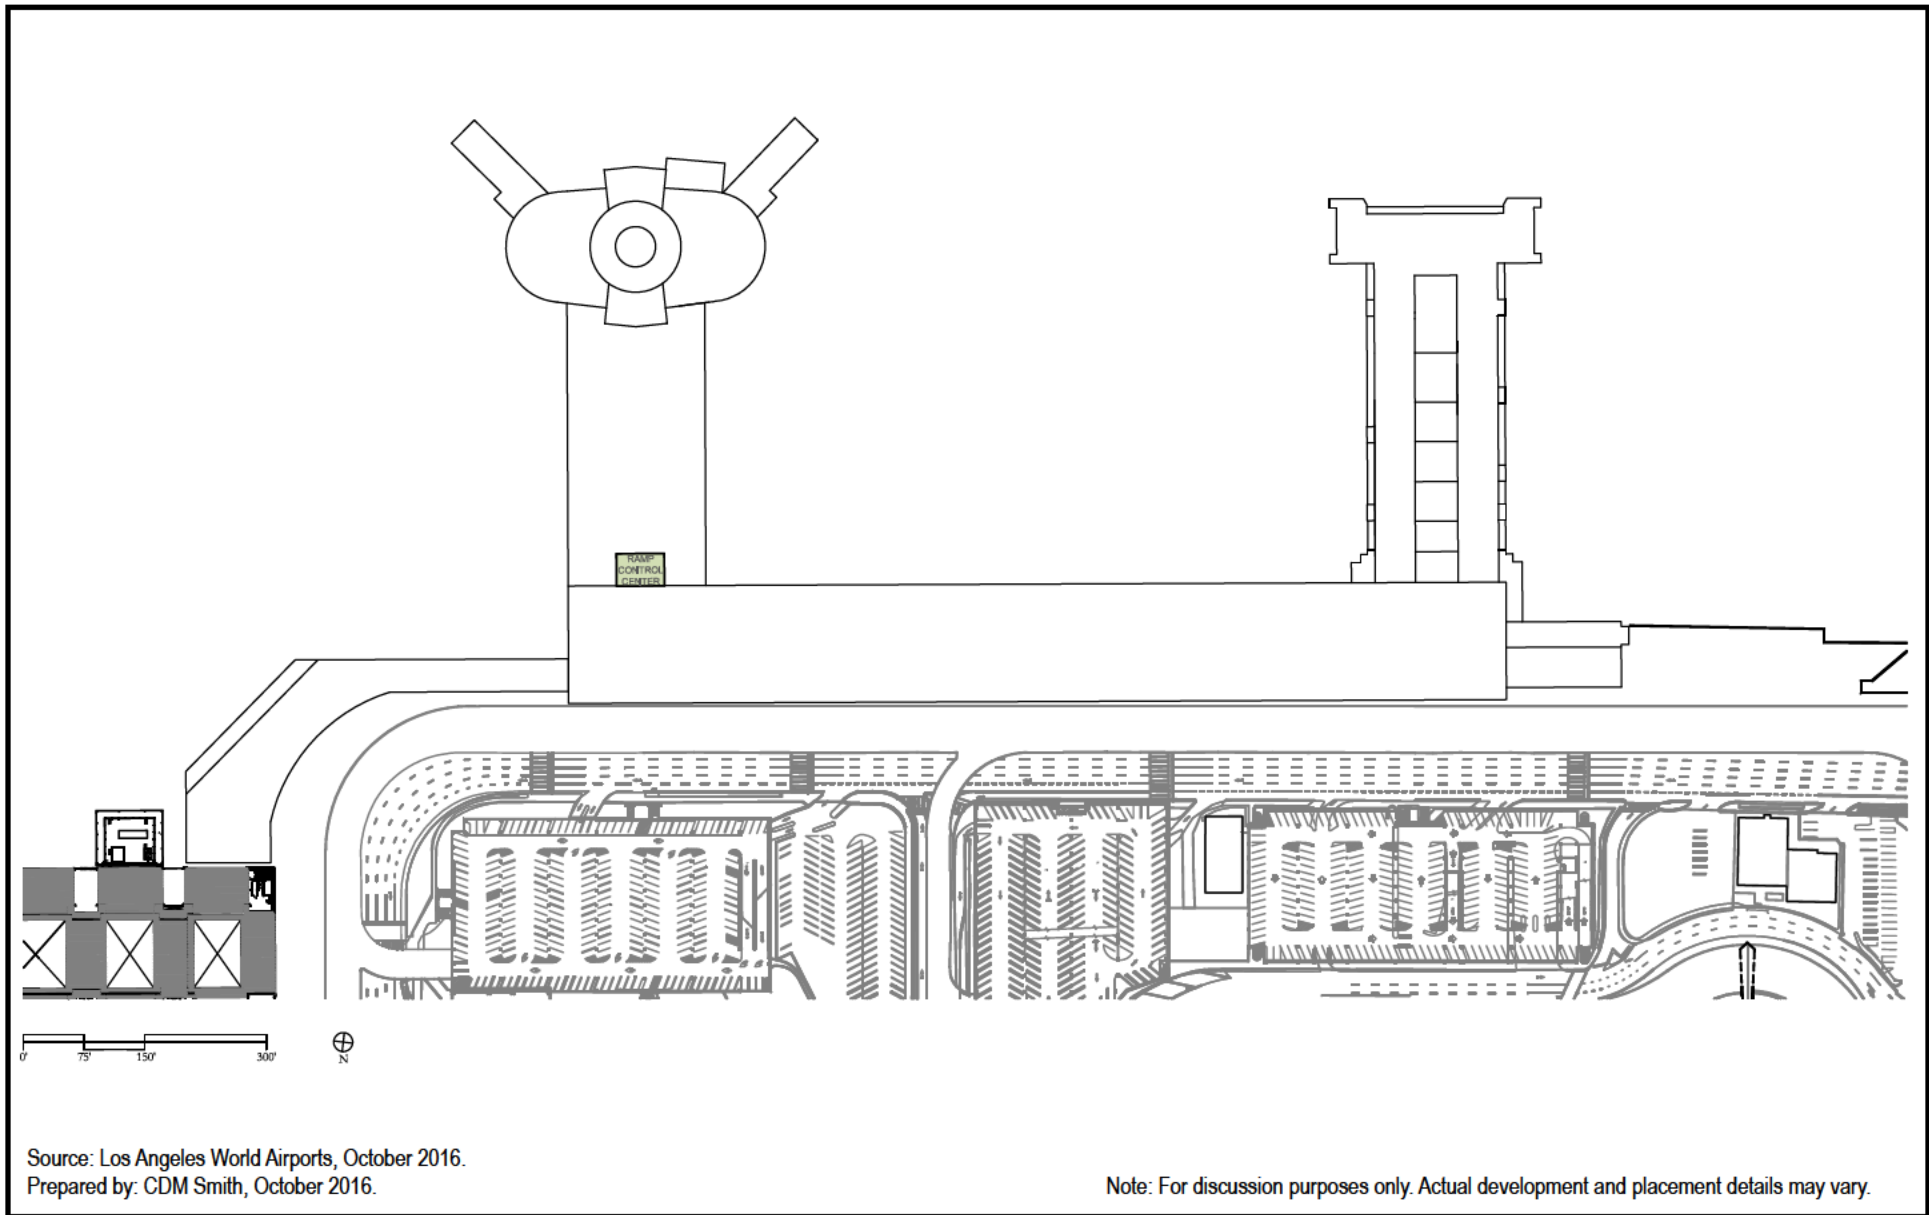 RAMP
CONTROL
CENTER
0' 75' 150' 300'
N
Source: Los Angeles World Airports, October 2016.
Prepared by: CDM Smith, October 2016.
Note: For discussion purposes only. Actual development and placement details may vary.